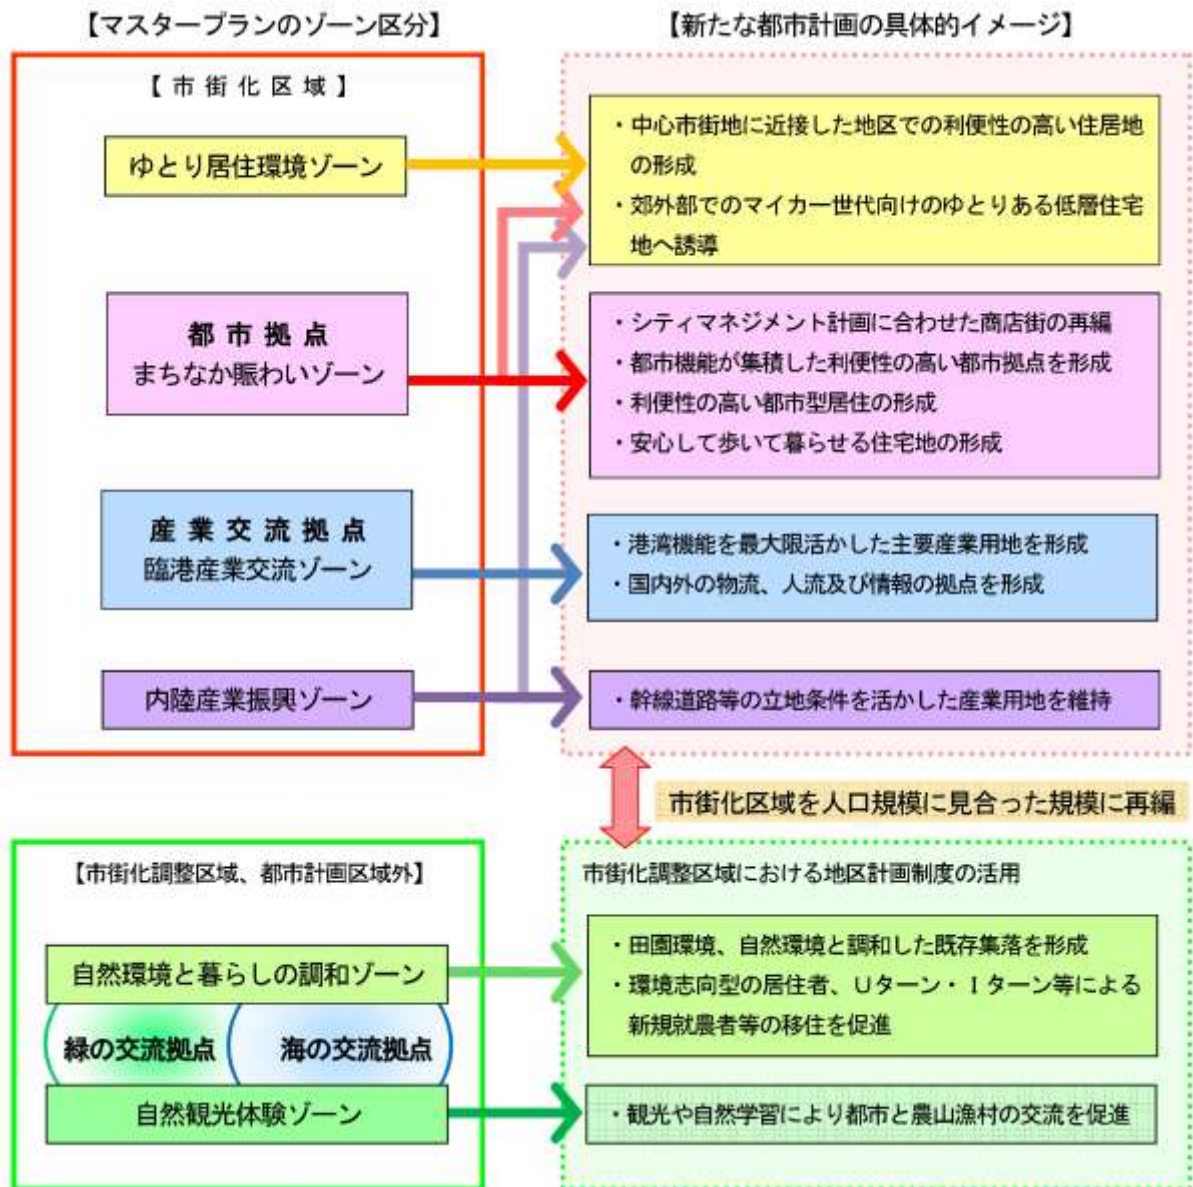 【マスタープランのゾーン区分】
【新たな都市計画の具体的イメージ】
【市街化区域】
ゆとり居住環境ゾーン
・中心市街地に近接した地区での利便性の高い住居地
の形成
・郊外部でのマイカー世代向けのゆとりある低層住宅
地へ誘導
都市拠点
まちなか賑わいゾーン
・シティマネジメント計画に合わせた商店街の再編
・都市機能が集積した利便性の高い都市拠点を形成
・利便性の高い都市型居住の形成
・安心して歩いて暮らせる住宅地の形成
産業交流拠点
臨港産業交流ゾーン
・港湾機能を最大限活かした主要産業用地を形成
・国内外の物流、人流及び情報の拠点を形成
内陸産業振興ゾーン
・幹線道路等の立地条件を活かした産業用地を維持
市街化区域を人口規模に見合った規模に再編
【市街化調整区域、都市計画区域外】
市街化調整区域における地区計画制度の活用
自然環境と暮らしの調和ゾーン
・田園環境、自然環境と調和した既存集落を形成
・環境志向型の居住者、Uターン・Iターン等による
新規就農者等の移住を促進
緑の交流拠点
海の交流拠点
自然観光体験ゾーン
・観光や自然学習により都市と農山漁村の交流を促進